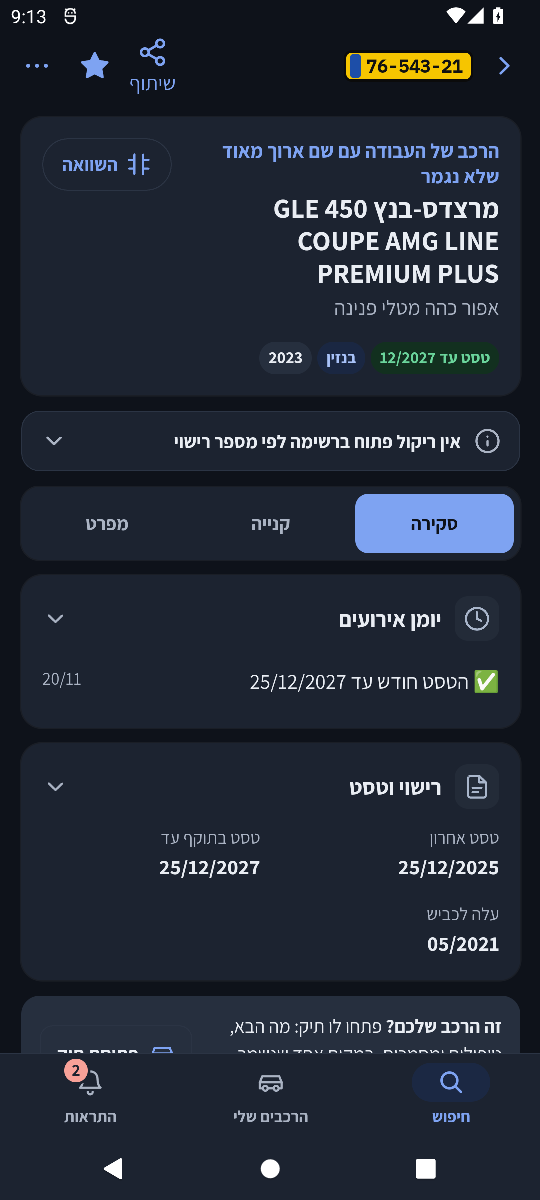 9:13
76-543-21
שיתוף
הרכב של העבודה עם שם ארוך מאוד
שלא נגמר
השוואה
מרצדס-בנץ GLE 450
COUPE AMG LINE
PREMIUM PLUS
אפור כהה מטלי פנינה
טסט עד 12/2027
בנזין
2023
אין ריקול פתוח ברשימה לפי מספר רישוי
סקירה
קנייה
מפרט
יומן אירועים
✅ הטסט חודש עד 25/12/2027
20/11
רישוי וטסט
טסט אחרון
טסט בתוקף עד
25/12/2025
25/12/2027
עלה לכביש
05/2021
זה הרכב שלכם? פתחו לו תיק: מה הבא,
2
חיפוש
הרכבים שלי
התראות